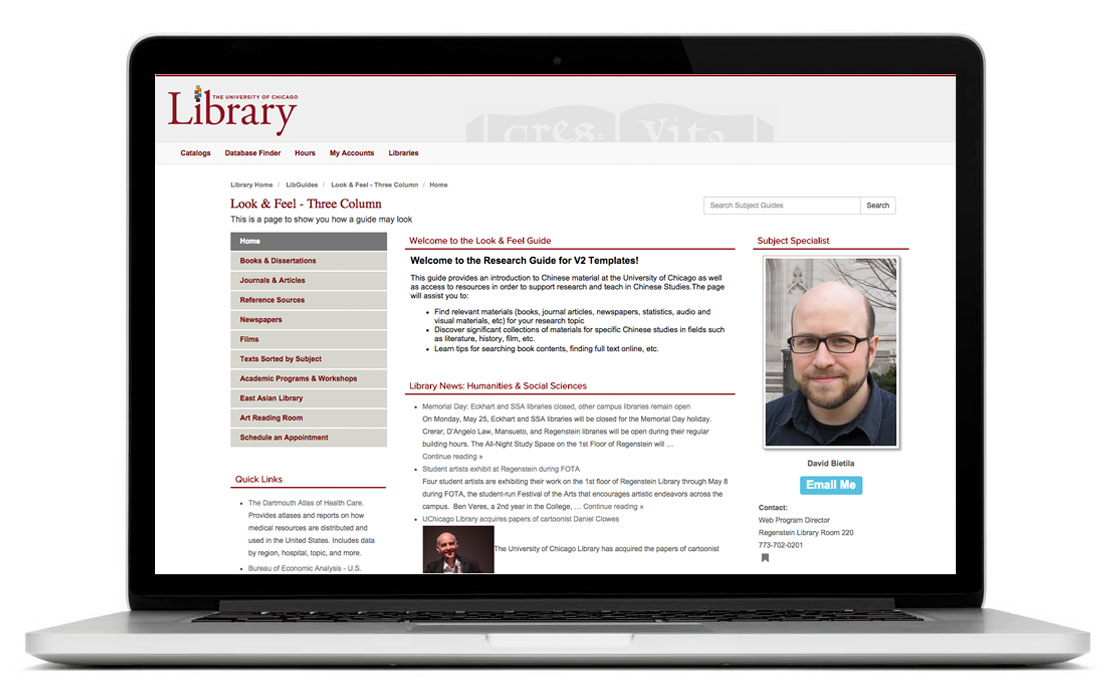 THE UNIVERSITY OF CHICAGO
Library
Cres: Vita
Catalogs Database Finder Hours My Accounts Libraries
Library Home / LibGuides / Look & Feel - Three Column / Home
Look & Feel - Three Column
This is a page to show you how a guide may look
Search Subject Guides Search
Home
Books & Dissertations
Journals & Articles
Reference Sources
Newspapers
Films
Texts Sorted by Subject
Academic Programs & Workshops
East Asian Library
Art Reading Room
Schedule an Appointment
Quick Links
• The Dartmouth Atlas of Health Care.
Provides atlases and reports on how
medical resources are distributed and
used in the United States. Includes data
by region, hospital, topic, and more.
• Bureau of Economic Analysis - U.S.
Welcome to the Look & Feel Guide
Welcome to the Research Guide for V2 Templates!
This guide provides an introduction to Chinese material at the University of Chicago as well
as access to resources in order to support research and teach in Chinese Studies.The page
will assist you to:
• Find relevant materials (books, journal articles, newspapers, statistics, audio and
visual materials, etc) for your research topic
• Discover significant collections of materials for specific Chinese studies in fields such
as literature, history, film, etc.
• Learn tips for searching book contents, finding full text online, etc.
Library News: Humanities & Social Sciences
• Memorial Day: Eckhart and SSA libraries closed, other campus libraries remain open
On Monday, May 25, Eckhart and SSA libraries will be closed for the Memorial Day holiday.
Crerar, D'Angelo Law, Mansueto, and Regenstein libraries will be open during their regular
building hours. The All-Night Study Space on the 1st Floor of Regenstein will ...
Continue reading »
• Student artists exhibit at Regenstein during FOTA
Four student artists are exhibiting their work on the 1st floor of Regenstein Library through May 8
during FOTA, the student-run Festival of the Arts that encourages artistic endeavors across the
campus. Ben Veres, a 2nd year in the College, ... Continue reading »
• UChicago Library acquires papers of cartoonist Daniel Clowes
The University of Chicago Library has acquired the papers of cartoonist
Subject Specialist
David Bietila
Email Me
Contact:
Web Program Director
Regenstein Library Room 220
773-702-0201